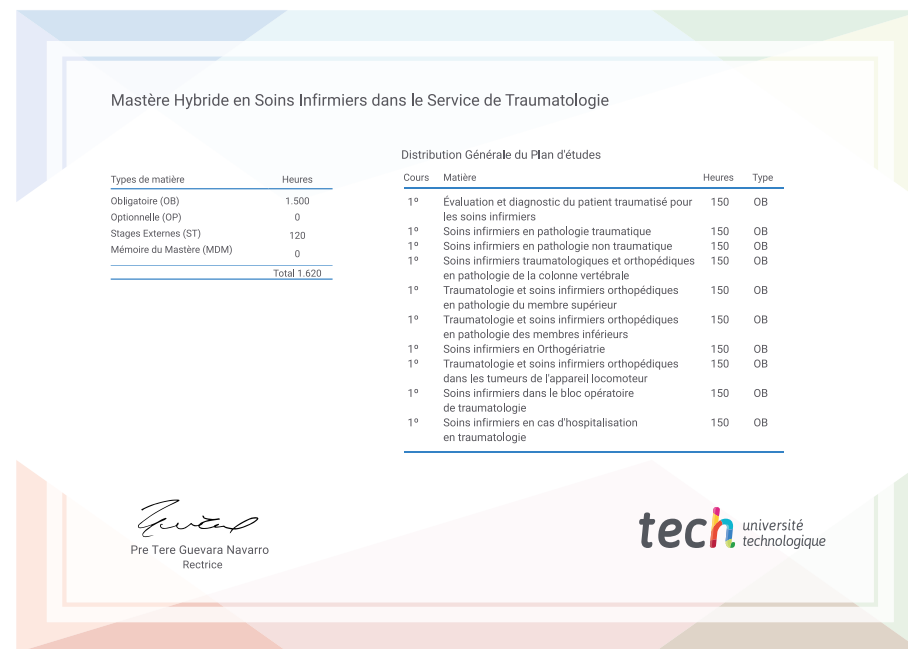 Mastère Hybride en Soins Infirmiers dans le Service de Traumatologie
Types de matière Heures
Obligatoire (OB) 1.500
Optionnelle (OP) 0
Stages Externes (ST) 120
Mémoire du Mastère (MDM) 0
Total 1.620
Distribution Générale du Plan d'études
Cours Matière Heures Type
1º Évaluation et diagnostic du patient traumatisé pour 150 OB
les soins infirmiers
1º Soins infirmiers en pathologie traumatique 150 OB
1º Soins infirmiers en pathologie non traumatique 150 OB
1º Soins infirmiers traumatologiques et orthopédiques 150 OB
en pathologie de la colonne vertébrale
1º Traumatologie et soins infirmiers orthopédiques 150 OB
en pathologie du membre supérieur
1º Traumatologie et soins infirmiers orthopédiques 150 OB
en pathologie des membres inférieurs
1º Soins infirmiers en Orthogériatrie 150 OB
1º Traumatologie et soins infirmiers orthopédiques 150 OB
dans les tumeurs de l'appareil locomoteur
1º Soins infirmiers dans le bloc opératoire 150 OB
de traumatologie
1º Soins infirmiers en cas d'hospitalisation 150 OB
en traumatologie
Pre Tere Guevara Navarro
Rectrice
tech université
technologique